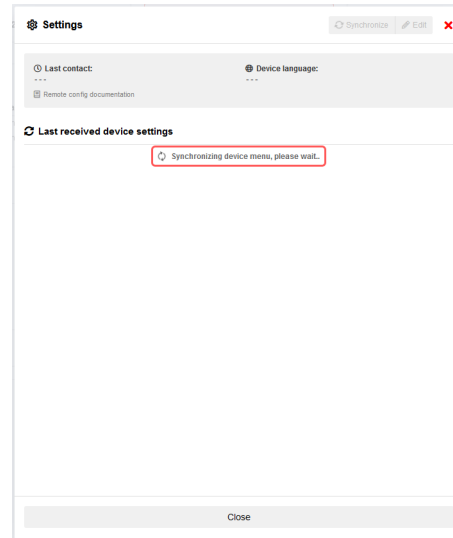 Settings
Synchronize
Edit
Last contact:
Device language:
---
---
Remote config documentation
Last received device settings
Synchronizing device menu, please wait..
Close